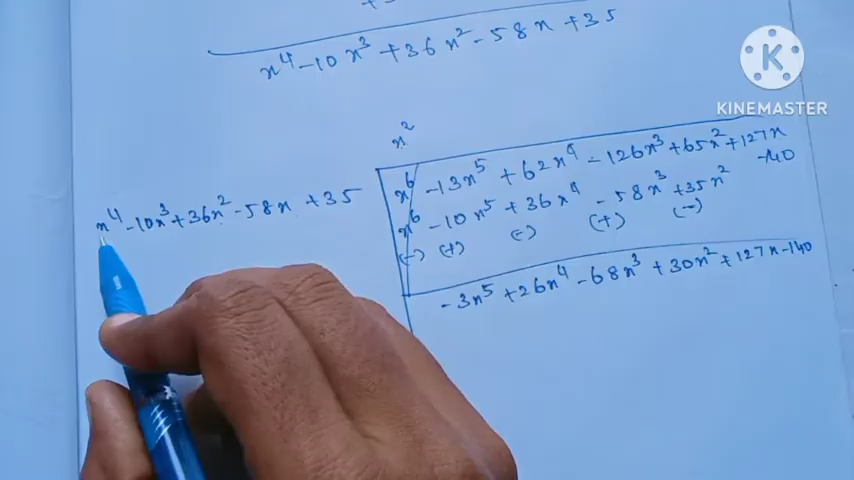 x⁴ - 10x³ + 36x² - 58x + 35
K
KINEMASTER
x²
x⁴ - 10x³ + 36x² - 58x + 35
x⁶ - 13x⁵ + 62x⁴ - 126x³ + 65x² + 127x
-140
x⁶ - 10x⁵ + 36x⁴ - 58x³ + 35x²
(-) (+) (-) (+) (-)
-3x⁵ + 26x⁴ - 68x³ + 30x² + 127x - 140